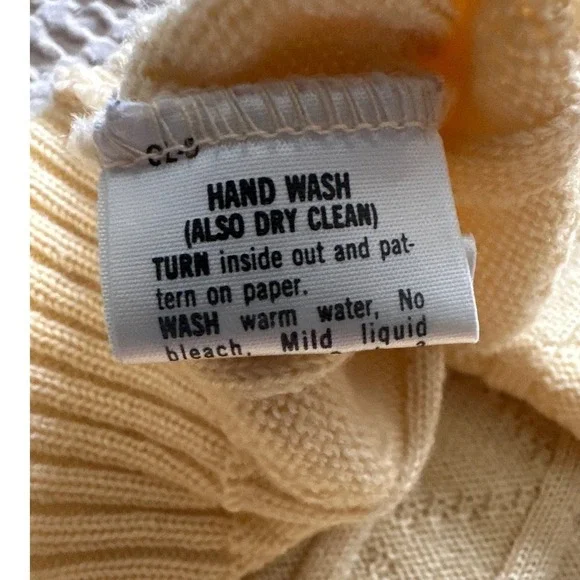 HAND WASH
(ALSO DRY CLEAN)
TURN inside out and pat-
tern on paper.
WASH warm water, No
bleach. Mild liquid